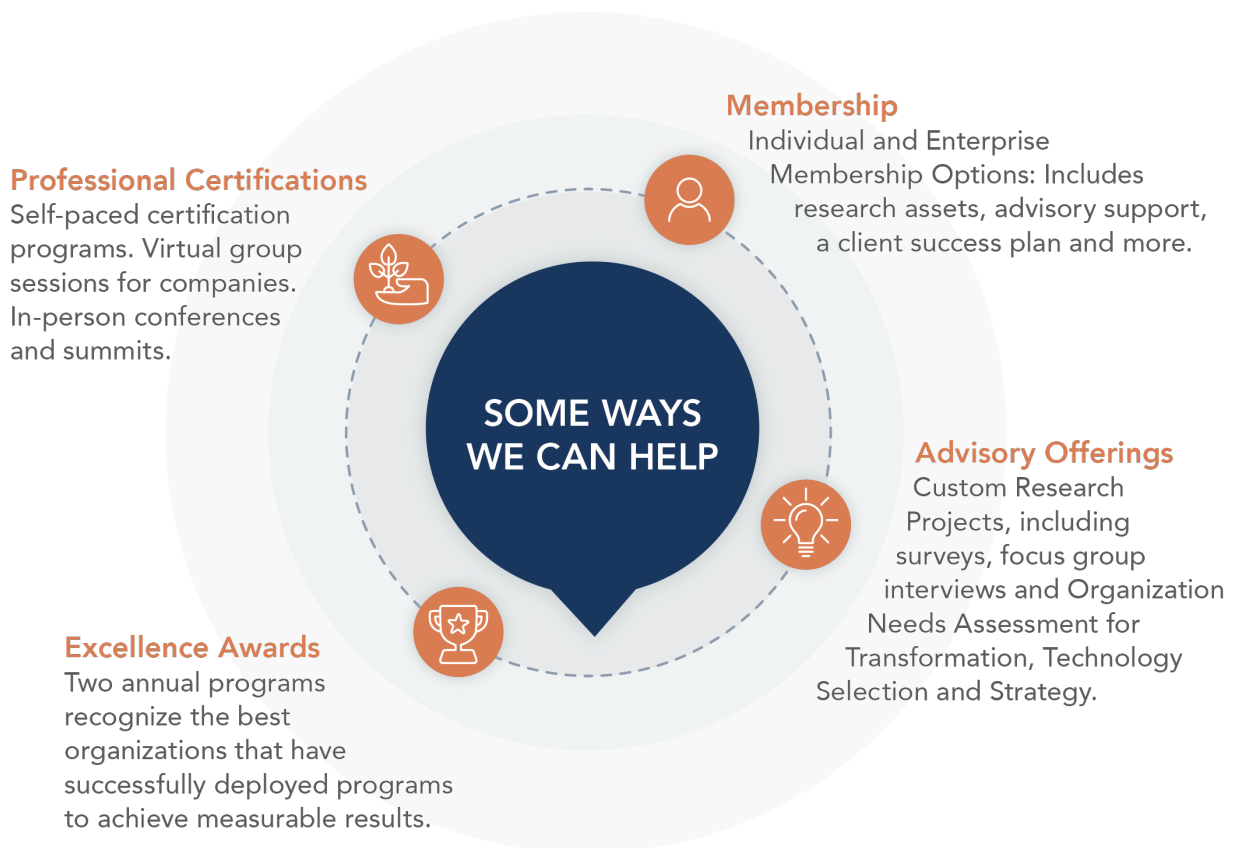 Membership
Individual and Enterprise
Membership Options: Includes
research assets, advisory support,
a client success plan and more.
Professional Certifications
Self-paced certification
programs. Virtual group
sessions for companies.
In-person conferences
and summits.
SOME WAYS
WE CAN HELP
Advisory Offerings
Custom Research
Projects, including
surveys, focus group
interviews and Organization
Needs Assessment for
Transformation, Technology
Selection and Strategy.
Excellence Awards
Two annual programs
recognize the best
organizations that have
successfully deployed programs
to achieve measurable results.